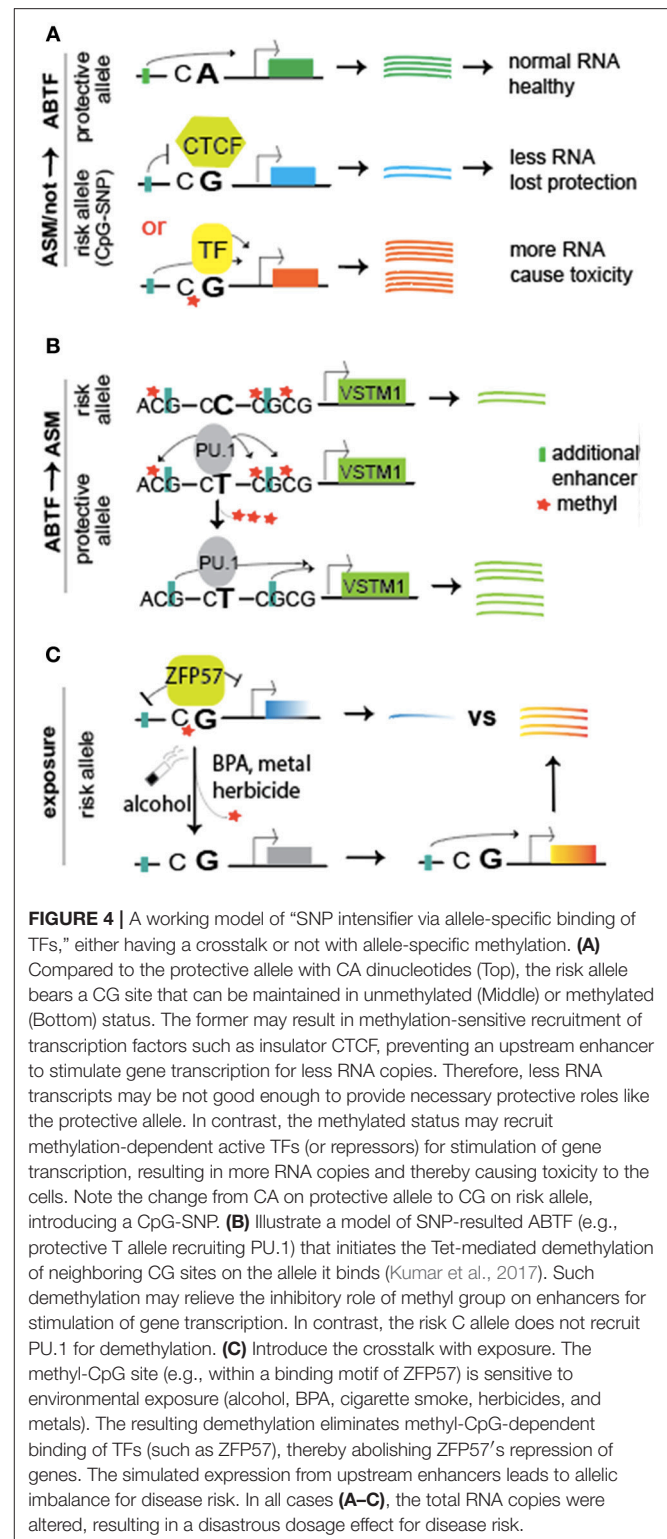 A
ASM/not → ABTF
protective
allele
C A
normal RNA
healthy
risk allele
(CpG-SNP)
CTCF
C G
less RNA
lost protection
or
TF
C G
more RNA
cause toxicity
B
ABTF → ASM
risk
allele
ACG–CC–CGCG
VSTM1
protective
allele
PU.1
ACG–CT–CGCG
VSTM1
additional
enhancer
methyl
PU.1
ACG–CT–CGCG
VSTM1
C
exposure
risk allele
ZFP57
C G
vs
alcohol
BPA, metal
herbicide
C G
C G
FIGURE 4 | A working model of “SNP intensifier via allele-specific binding of
TFs,” either having a crosstalk or not with allele-specific methylation. (A)
Compared to the protective allele with CA dinucleotides (Top), the risk allele
bears a CG site that can be maintained in unmethylated (Middle) or methylated
(Bottom) status. The former may result in methylation-sensitive recruitment of
transcription factors such as insulator CTCF, preventing an upstream enhancer
to stimulate gene transcription for less RNA copies. Therefore, less RNA
transcripts may be not good enough to provide necessary protective roles like
the protective allele. In contrast, the methylated status may recruit
methylation-dependent active TFs (or repressors) for stimulation of gene
transcription, resulting in more RNA copies and thereby causing toxicity to the
cells. Note the change from CA on protective allele to CG on risk allele,
introducing a CpG-SNP. (B) Illustrate a model of SNP-resulted ABTF (e.g.,
protective T allele recruiting PU.1) that initiates the Tet-mediated demethylation
of neighboring CG sites on the allele it binds (Kumar et al., 2017). Such
demethylation may relieve the inhibitory role of methyl group on enhancers for
stimulation of gene transcription. In contrast, the risk C allele does not recruit
PU.1 for demethylation. (C) Introduce the crosstalk with exposure. The
methyl-CpG site (e.g., within a binding motif of ZFP57) is sensitive to
environmental exposure (alcohol, BPA, cigarette smoke, herbicides, and
metals). The resulting demethylation eliminates methyl-CpG-dependent
binding of TFs (such as ZFP57), thereby abolishing ZFP57′s repression of
genes. The simulated expression from upstream enhancers leads to allelic
imbalance for disease risk. In all cases (A–C), the total RNA copies were
altered, resulting in a disastrous dosage effect for disease risk.